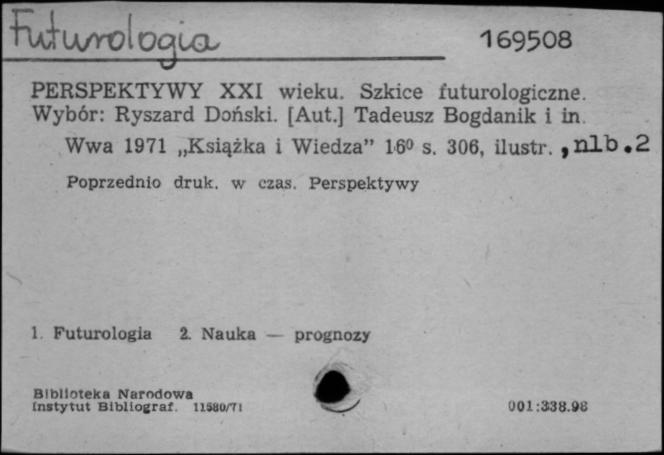 Futurologia
169508
PERSPEKTYWY XXI wieku. Szkice futurologiczne.
Wybór: Ryszard Doński. [Aut.] Tadeusz Bogdanik i in.
Wwa 1971 „Książka i Wiedza” 16⁰ s. 306, ilustr. , nlb.2
Poprzednio druk. w czas. Perspektywy
1. Futurologia 2. Nauka — prognozy
Biblioteka Narodowa
Instytut Bibliograf. 11580/71
001:338.98